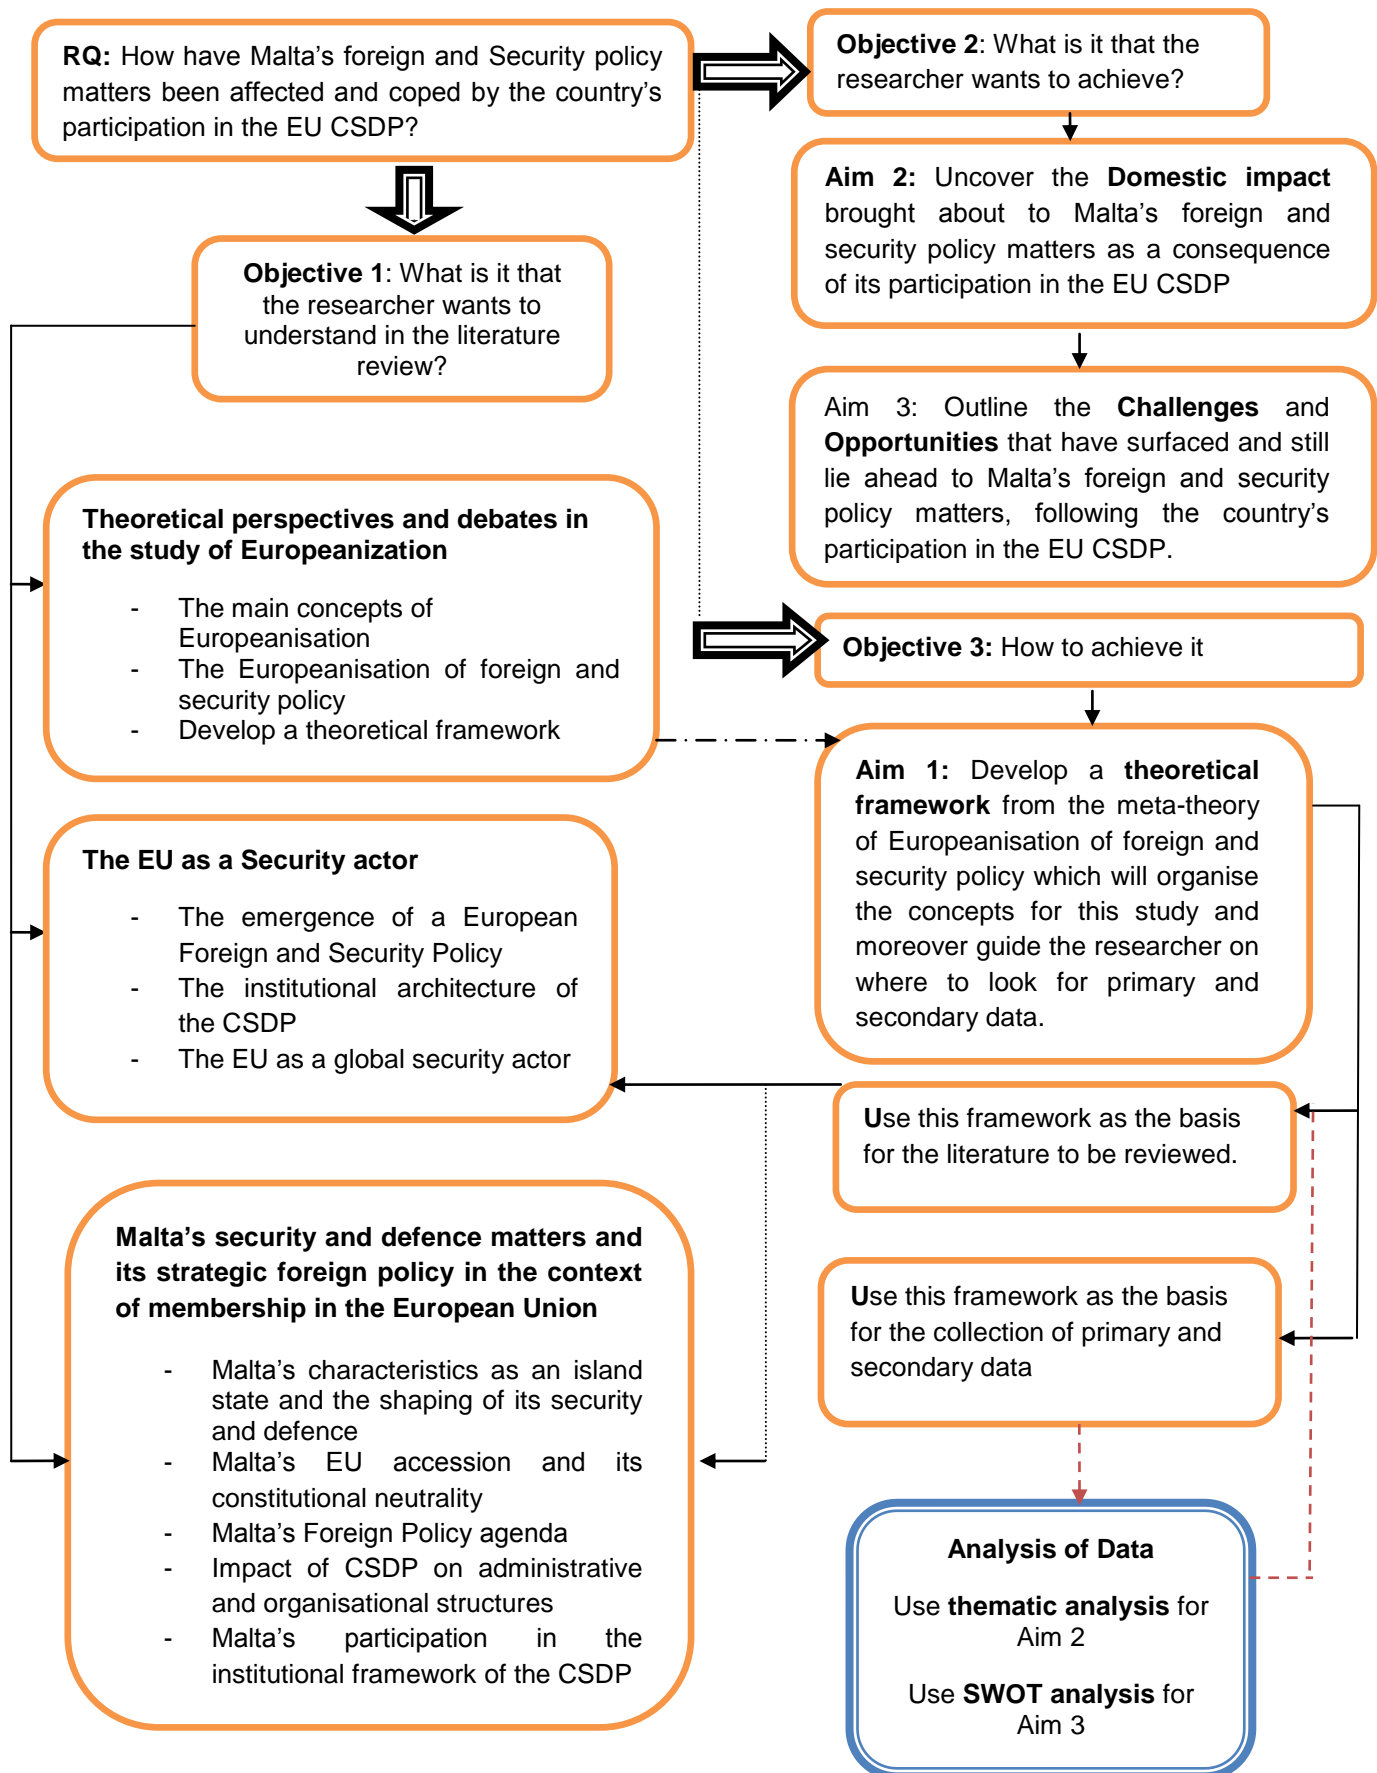 RQ: How have Malta’s foreign and Security policy
matters been affected and coped by the country’s
participation in the EU CSDP?
Objective 2: What is it that the
researcher wants to achieve?
Aim 2: Uncover the Domestic impact
brought about to Malta’s foreign and
security policy matters as a consequence
of its participation in the EU CSDP
Objective 1: What is it that
the researcher wants to
understand in the literature
review?
Aim 3: Outline the Challenges and
Opportunities that have surfaced and still
lie ahead to Malta’s foreign and security
policy matters, following the country’s
participation in the EU CSDP.
Theoretical perspectives and debates in
the study of Europeanization
- The main concepts of
Europeanisation
- The Europeanisation of foreign and
security policy
- Develop a theoretical framework
Objective 3: How to achieve it
Aim 1: Develop a theoretical
framework from the meta-theory
of Europeanisation of foreign and
security policy which will organise
the concepts for this study and
moreover guide the researcher on
where to look for primary and
secondary data.
The EU as a Security actor
- The emergence of a European
Foreign and Security Policy
- The institutional architecture of
the CSDP
- The EU as a global security actor
Use this framework as the basis
for the literature to be reviewed.
Malta’s security and defence matters and
its strategic foreign policy in the context
of membership in the European Union
- Malta’s characteristics as an island
state and the shaping of its security
and defence
- Malta’s EU accession and its
constitutional neutrality
- Malta’s Foreign Policy agenda
- Impact of CSDP on administrative
and organisational structures
- Malta’s participation in the
institutional framework of the CSDP
Use this framework as the basis
for the collection of primary and
secondary data
Analysis of Data
Use thematic analysis for
Aim 2
Use SWOT analysis for
Aim 3